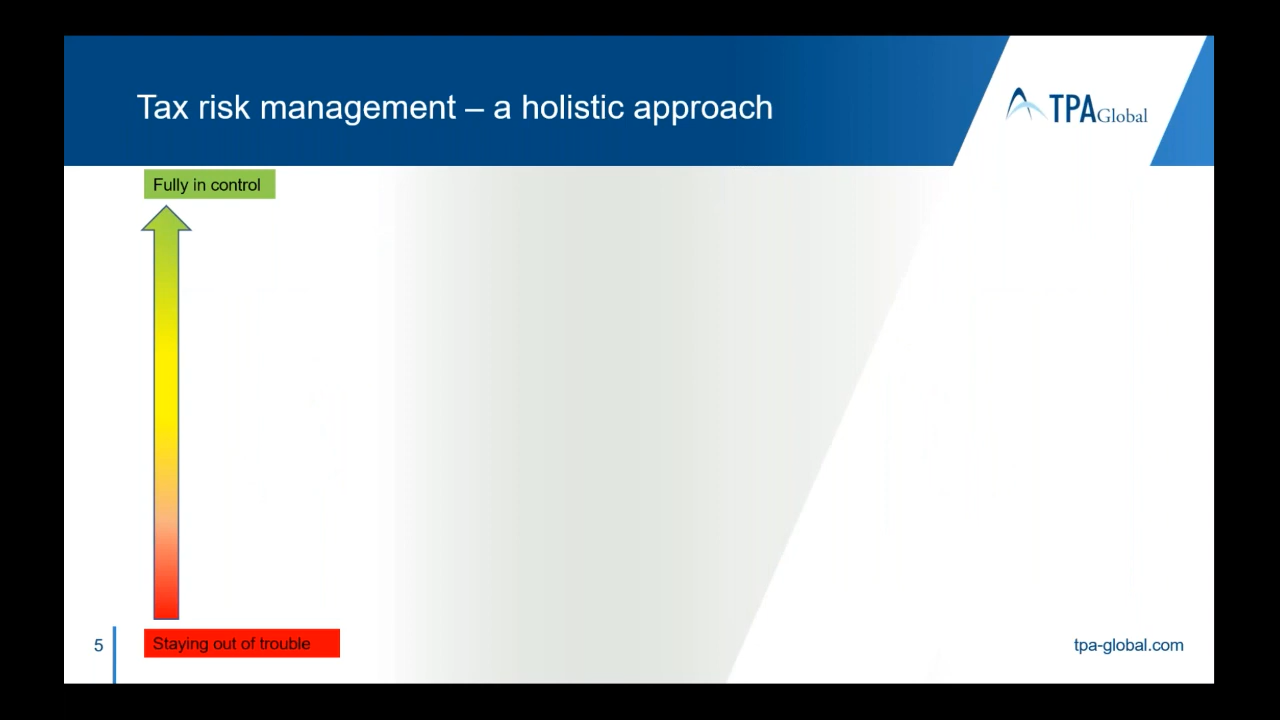 Tax risk management – a holistic approach
TPA Global
Fully in control
Staying out of trouble
5
tpa-global.com